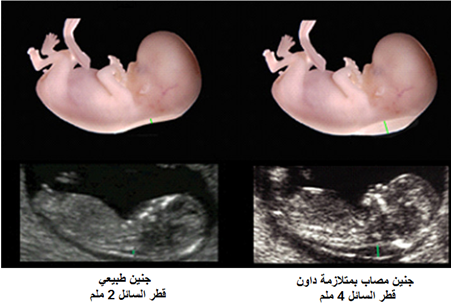 جنين مصاب بمتلازمة داون
قطر السائل 4 ملم
جنين طبيعي
قطر السائل 2 ملم